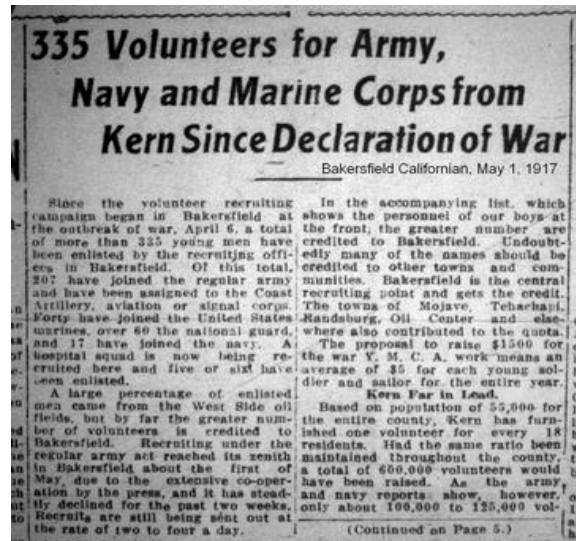 335 Volunteers for Army,
Navy and Marine Corps from
Kern Since Declaration of War
Bakersfield Californian, May 1, 1917
Since the volunteer recruiting
campaign began in Bakersfield at
the outbreak of war, April 6, a total
of more than 335 young men have
been enlisted by the recruiting offi-
ces in Bakersfield. Of this total,
207 have joined the regular army
and have been assigned to the Coast
Artillery, aviation or signal corps.
Forty have joined the United States
marines, over 60 the national guard,
and 17 have joined the navy. A
hospital squad is now being re-
cruited here and five or six have
been enlisted.
A large percentage of enlisted
men came from the West Side oil
fields, but by far the greater num-
ber of volunteers is credited to
Bakersfield. Recruiting under the
regular army act reached its zenith
in Bakersfield about the first of
May, due to the extensive co-oper-
ation by the press, and it has stead-
ily declined for the past two weeks.
Recruits are still being sent out at
the rate of two to four a day.
In the accompanying list, which
shows the personnel of our boys at
the front, the greater number are
credited to Bakersfield. Undoubt-
edly many of the names should be
credited to other towns and com-
munities. Bakersfield is the central
recruiting point and gets the credit.
The towns of Mojave, Tehachapi,
Randsburg, Oil Center and else-
where also contributed to the quota.
The proposal to raise $1500 for
the war Y. M. C. A. work means an
average of $5 for each young sol-
dier and sailor for the entire year.
Kern Far in Lead.
Based on population of 55,000 for
the entire county, Kern has fur-
nished one volunteer for every 18
residents. Had the same ratio been
maintained throughout the county,
a total of 600,000 volunteers would
have been raised. As the army
and navy reports show, however,
only about 100,000 to 125,000 vol-
(Continued on Page 5.)